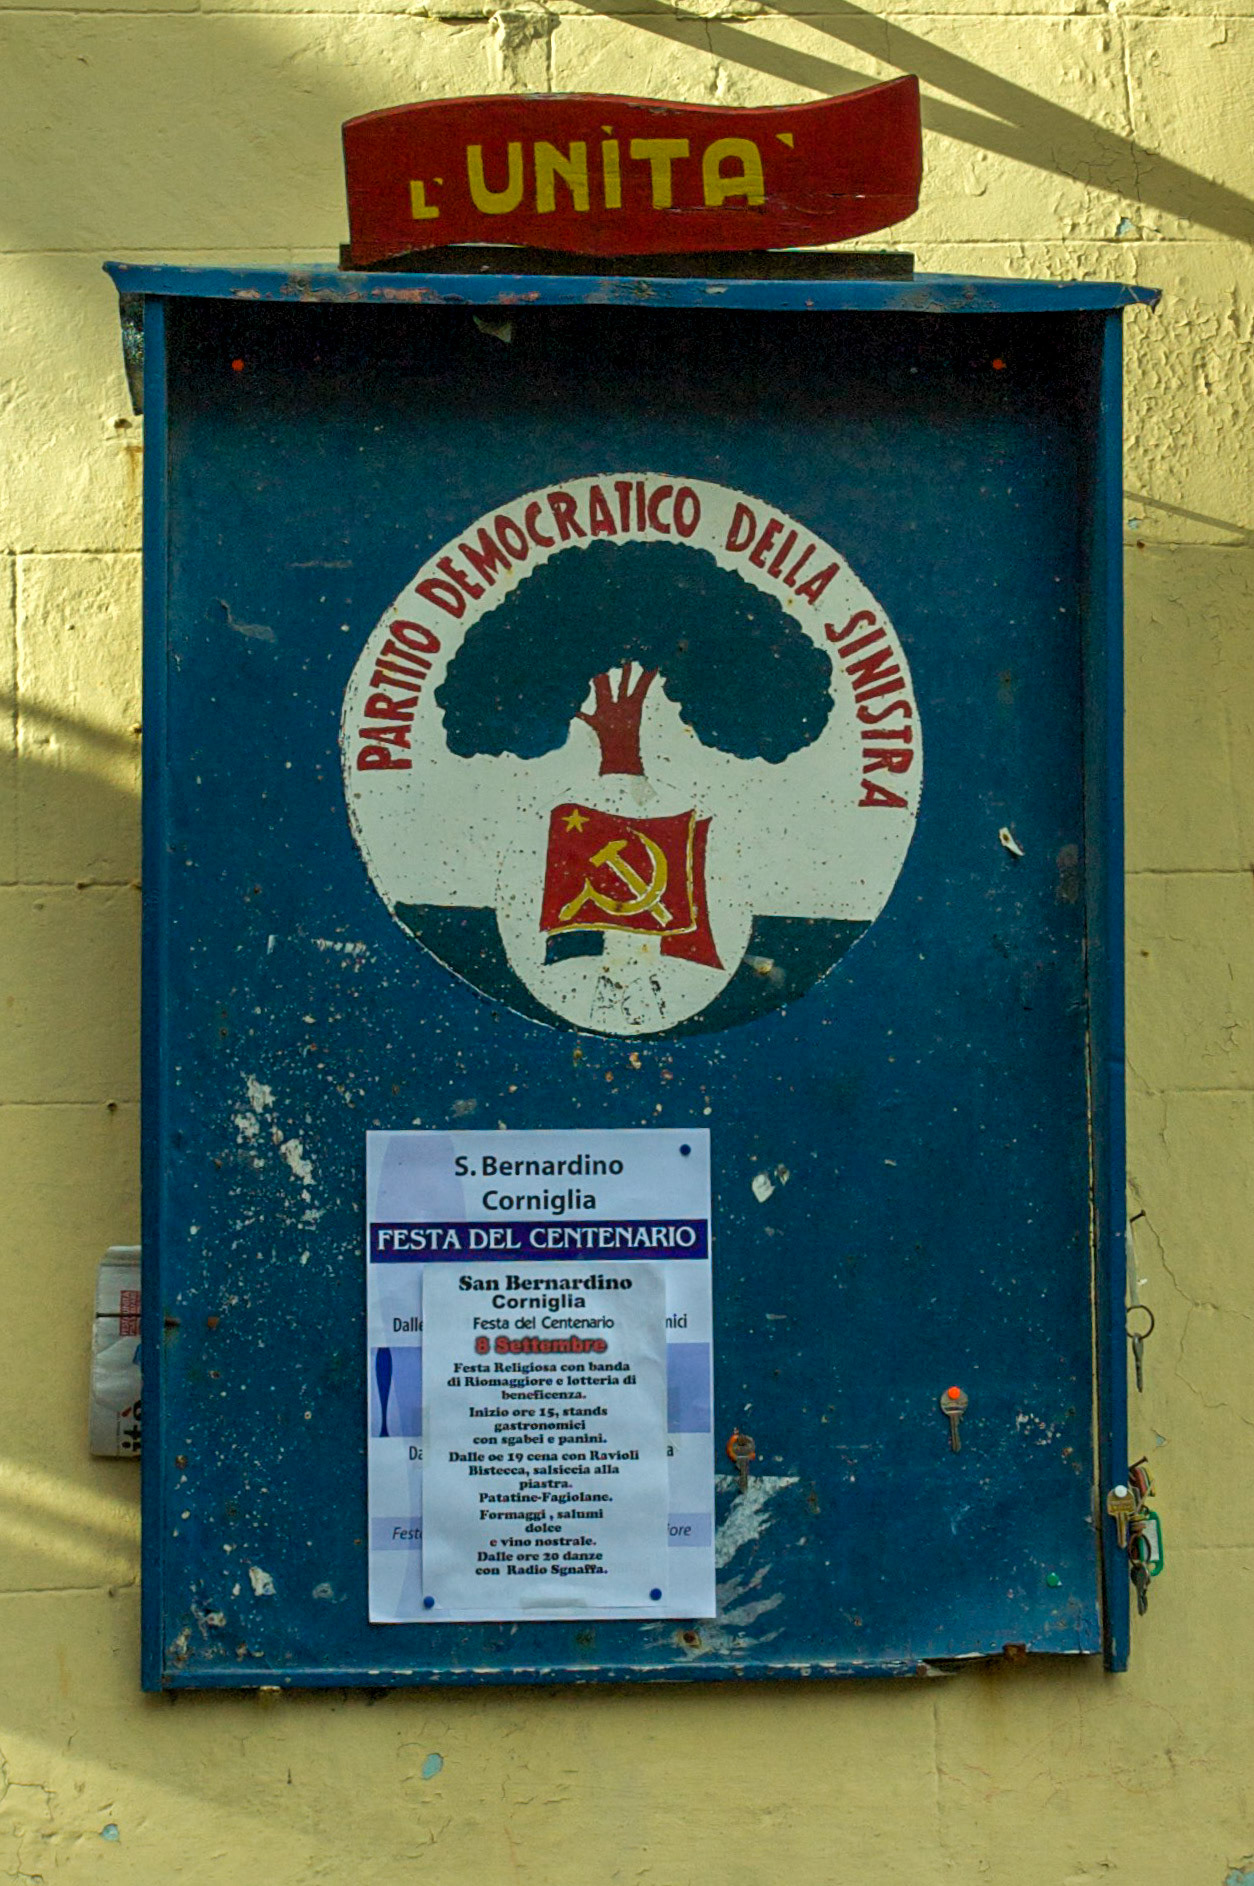 L'UNÌTA'
PARTITO DEMOCRATICO DELLA SINISTRA
S. Bernardino
Corniglia
FESTA DEL CENTENARIO
San Bernardino
Corniglia
Festa del Centenario
8 Settembre
Festa Religiosa con banda
di Riomaggiore e lotteria di
beneficenza.
Inizio ore 15, stands
gastronomici
con sgabei e panini.
Dalle oe 19 cena con Ravioli
Bistecca, salsiccia alla
piastra.
Patatine-Fagiolane.
Formaggi , salumi
dolce
e vino nostrale.
Dalle ore 20 danze
con Radio Sgnaffa.